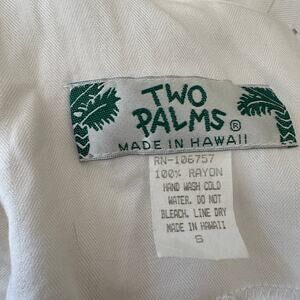 TWO
PALMS®
MADE IN HAWAII
RN-106757
100% RAYON
HAND WASH COLD
WATER. DO NOT
BLEACH. LINE DRY
MADE IN HAWAII
S